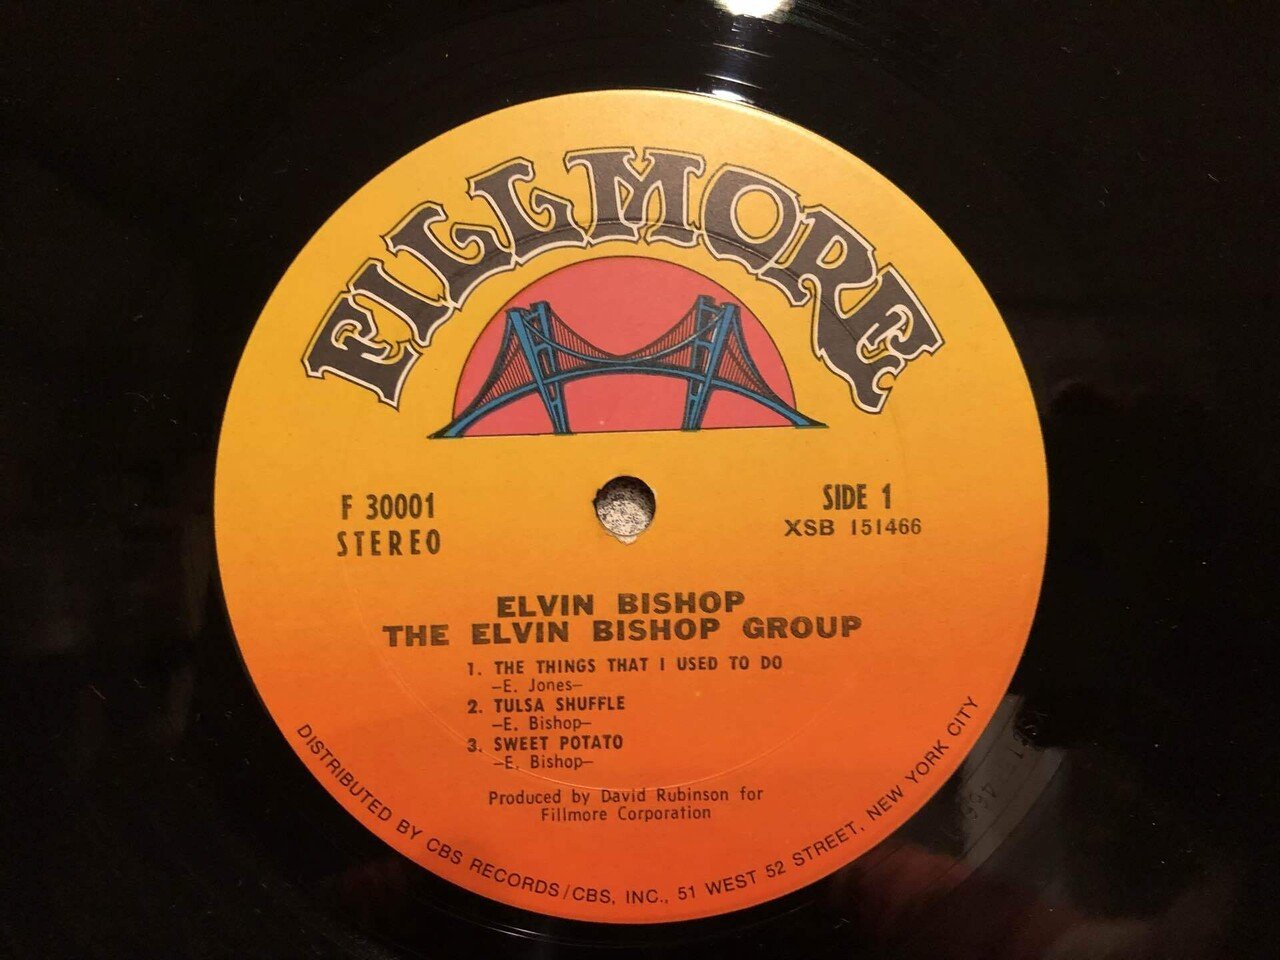 FILLMORE
F 30001
STEREO
SIDE 1
XSB 151466
ELVIN BISHOP
THE ELVIN BISHOP GROUP
1. THE THINGS THAT I USED TO DO
–E. Jones–
2. TULSA SHUFFLE
–E. Bishop–
3. SWEET POTATO
–E. Bishop–
Produced by David Rubinson for
Fillmore Corporation
DISTRIBUTED BY CBS RECORDS/CBS, INC., 51 WEST 52 STREET, NEW YORK CITY